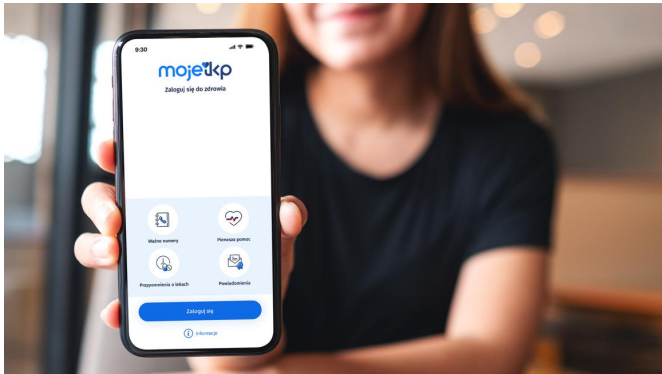 9:30
mojeikp
Zaloguj się do zdrowia
Ważne numery
Pierwsza pomoc
Przypomnienia o lekach
Powiadomienia
Zaloguj się
i Informacje